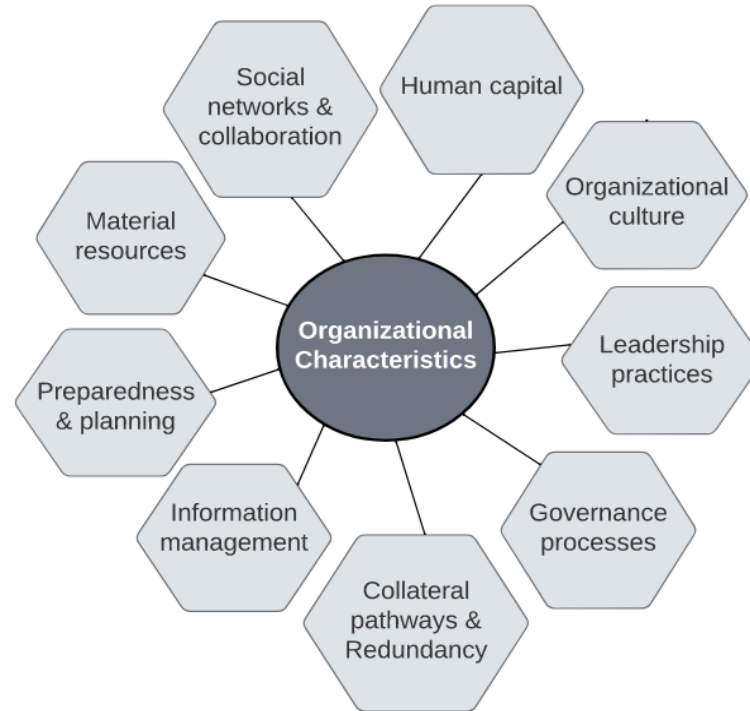 Social
networks &
collaboration
Human capital
Organizational
culture
Material
resources
Organizational
Characteristics
Leadership
practices
Preparedness
& planning
Information
management
Governance
processes
Collateral
pathways &
Redundancy